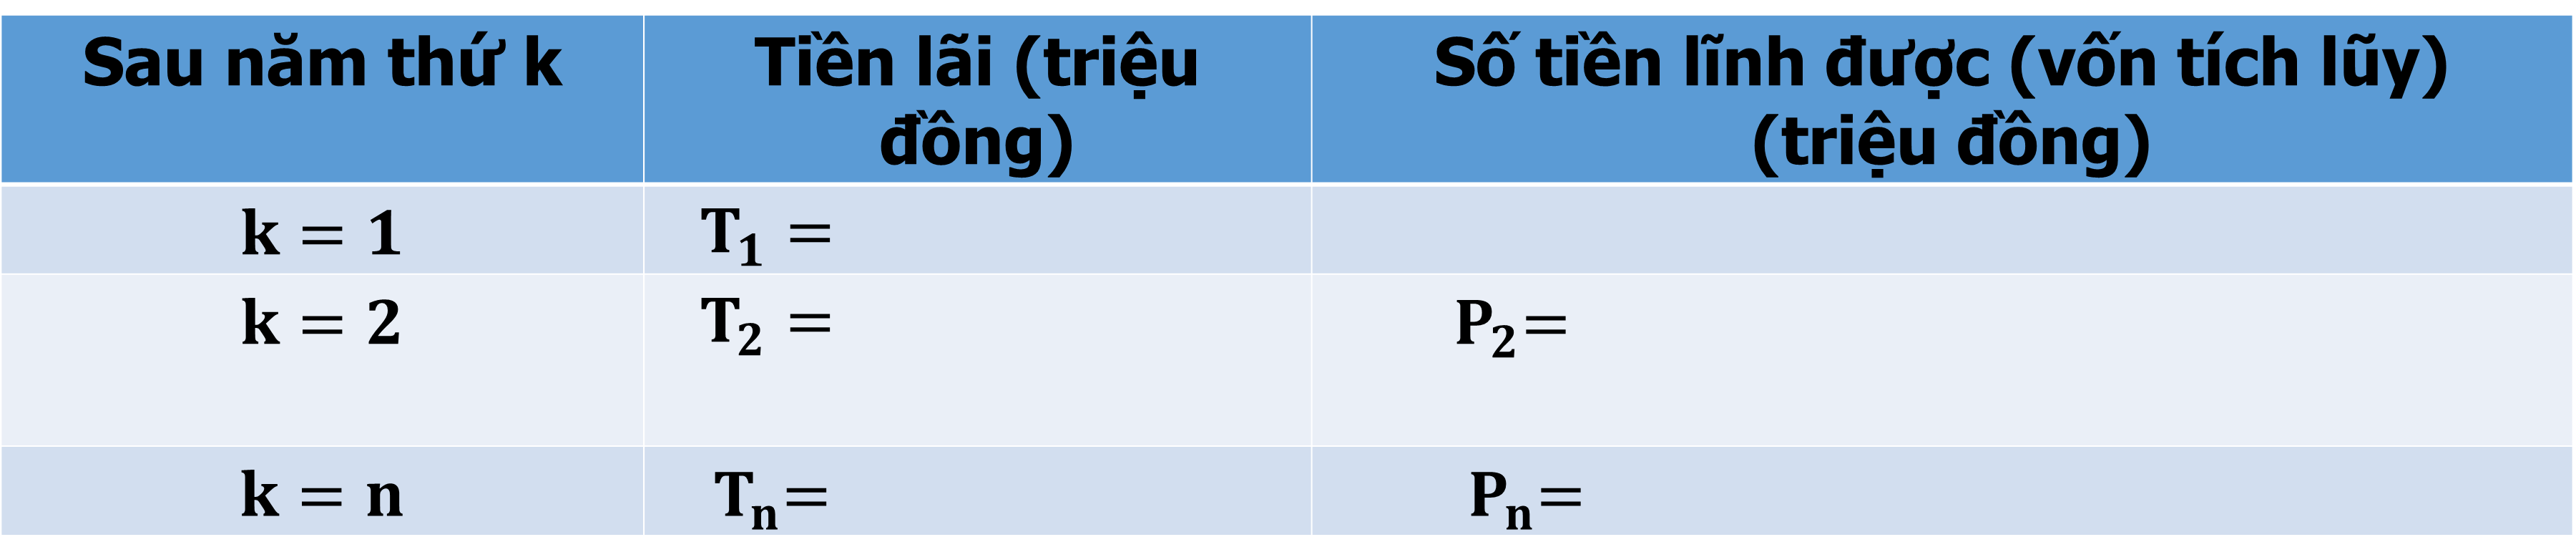 Sau năm thứ k
Tiền lãi (triệu
đồng)
Số tiền lĩnh được (vốn tích lũy)
(triệu đồng)
k = 1
T₁ =
k = 2
T₂ =
P₂=
k = n
Tₙ=
Pₙ=